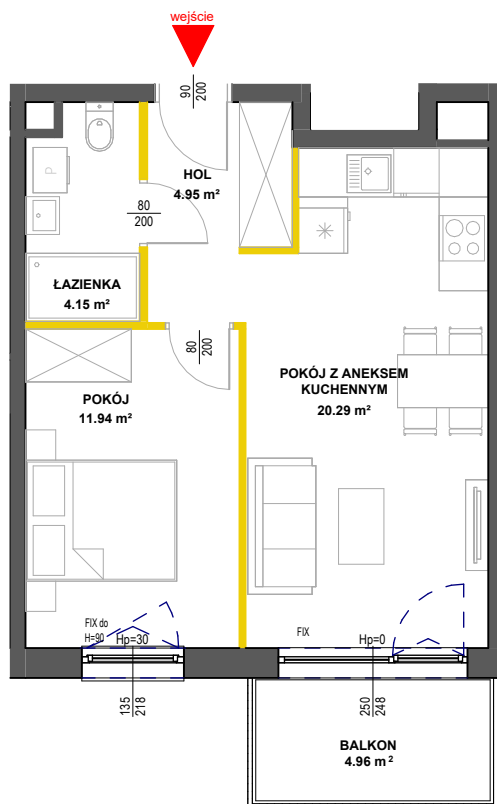 wejście
90
200
HOL
4.95 m²
P
80
200
ŁAZIENKA
4.15 m²
80
200
POKÓJ
11.94 m²
POKÓJ Z ANEKSEM
KUCHENNYM
20.29 m²
FIX do
H=90
Hp=30
FIX
Hp=0
135
218
250
248
BALKON
4.96 m²